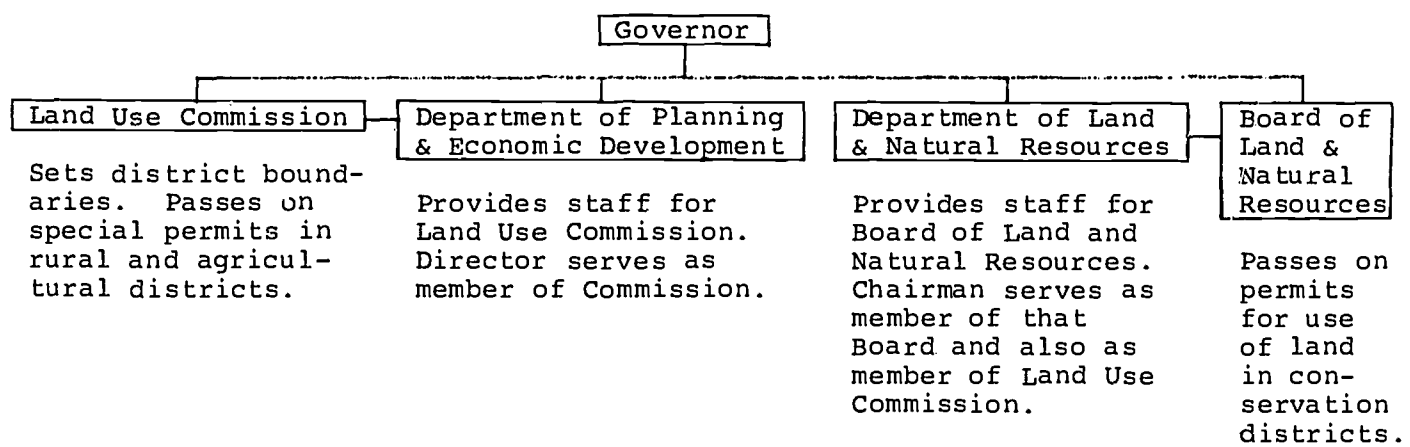 Governor
Land Use Commission
Department of Planning
& Economic Development
Department of Land
& Natural Resources
Board of
Land &
Natural
Resources
Sets district bound-
aries. Passes on
special permits in
rural and agricul-
tural districts.
Provides staff for
Land Use Commission.
Director serves as
member of Commission.
Provides staff for
Board of Land and
Natural Resources.
Chairman serves as
member of that
Board and also as
member of Land Use
Commission.
Passes on
permits
for use
of land
in con-
servation
districts.